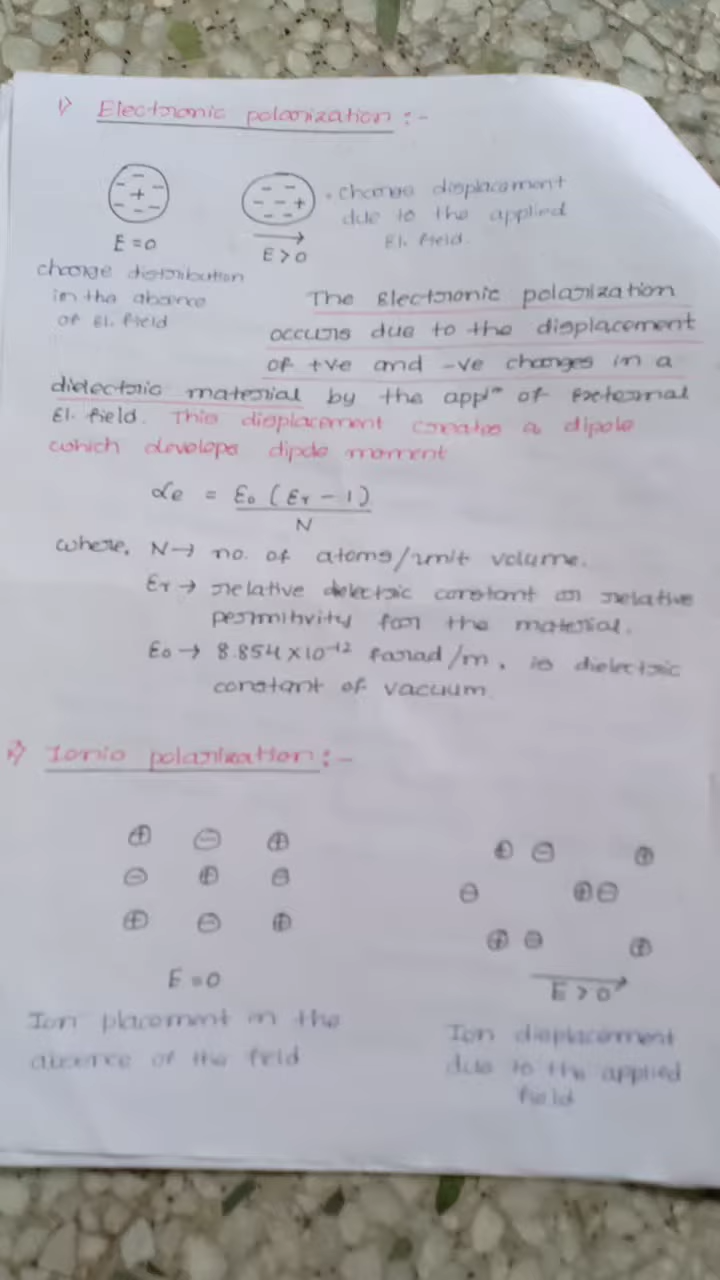 1) Electronic polarization :-
E = 0
E > 0
charge displacement
due to the applied
El. field.
charge distribution
in the absence
of El. field
The Electronic polarization
occurs due to the displacement
of +ve and -ve charges in a
dielectric material by the appln of External
El. field. This displacement creates a dipole
which develops dipole moment
αe = ε₀ (εr - 1)
N
where, N → no. of atoms/unit volume.
εr → relative dielectric constant or relative
permitivity for the material.
ε₀ → 8.854 × 10⁻¹² farad/m, is dielectric
constant of vacuum.
Ionic polarization :-
E = 0
E > 0
Ion placement in the
absence of the field
Ion displacement
due to the applied
field